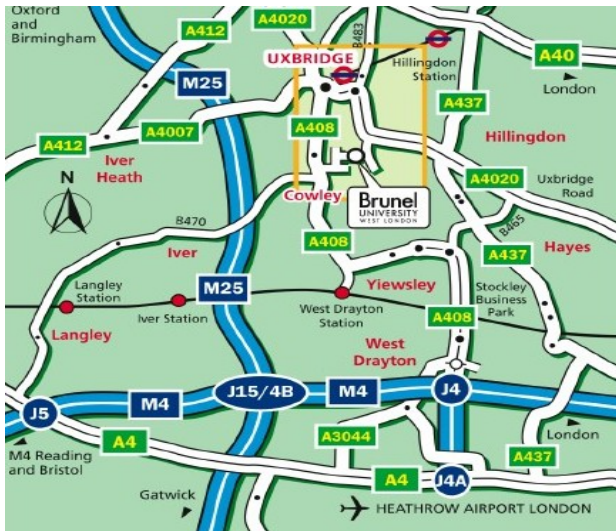 Oxford
and
Birmingham
A4020
A412
B483
UXBRIDGE
Hillingdon
Station
A40
London
M25
A437
A408
A412
A4007
Iver
Heath
Hillingdon
N
A4020
Uxbridge
Road
Cowley
Brunel
UNIVERSITY
WEST LONDON
B470
B465
A408
Iver
A437
Hayes
Langley
Station
M25
Yiewsley
Stockley
Business
Park
Iver Station
West Drayton
Station
Langley
A408
West
Drayton
J15/4B
M4
M4
J4
J5
A3044
London
A4
A437
M4 Reading
and Bristol
A4
J4A
Gatwick
HEATHROW AIRPORT LONDON